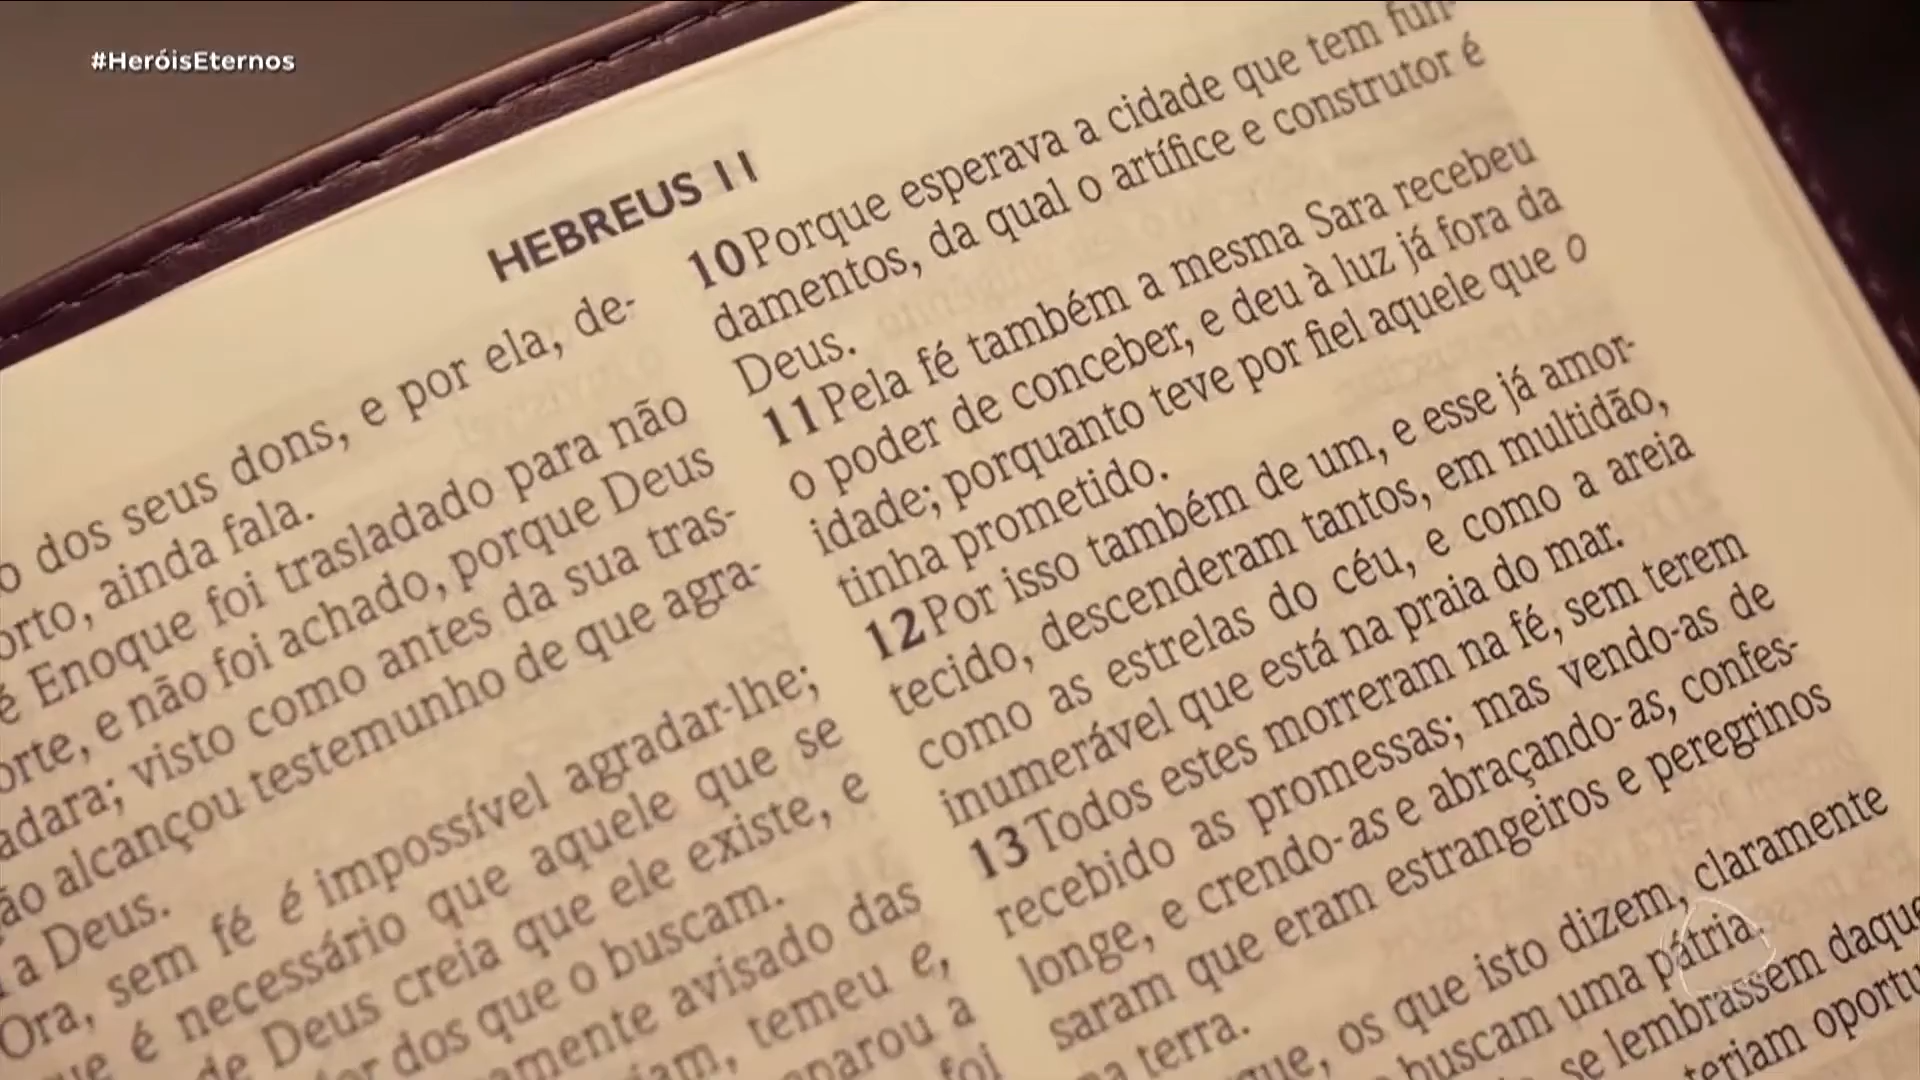 #HeróisEternos
HEBREUS 11
dos seus dons, e por ela, de-
ainda fala.
Enoque foi trasladado para não
e não foi achado, porque Deus
visto como antes da sua tras-
alcançou testemunho de que agra-
a Deus.
Ora, sem fé é impossível agradar-lhe;
é necessário que aquele que se
de Deus creia que ele existe, e
dos que o buscam.
avisado das
temeu e,
a
foi
10 Porque esperava a cidade que tem fun-
damentos, da qual o artífice e construtor é
Deus.
11 Pela fé também a mesma Sara recebeu
o poder de conceber, e deu à luz já fora da
idade; porquanto teve por fiel aquele que o
tinha prometido.
12 Por isso também de um, e esse já amor-
tecido, descenderam tantos, em multidão,
como as estrelas do céu, e como a areia
inumerável que está na praia do mar.
13 Todos estes morreram na fé, sem terem
recebido as promessas; mas vendo-as de
longe, e crendo-as e abraçando-as, confes-
saram que eram estrangeiros e peregrinos
na terra.
os que isto dizem, claramente
buscam uma pátria.
se lembrassem
teriam